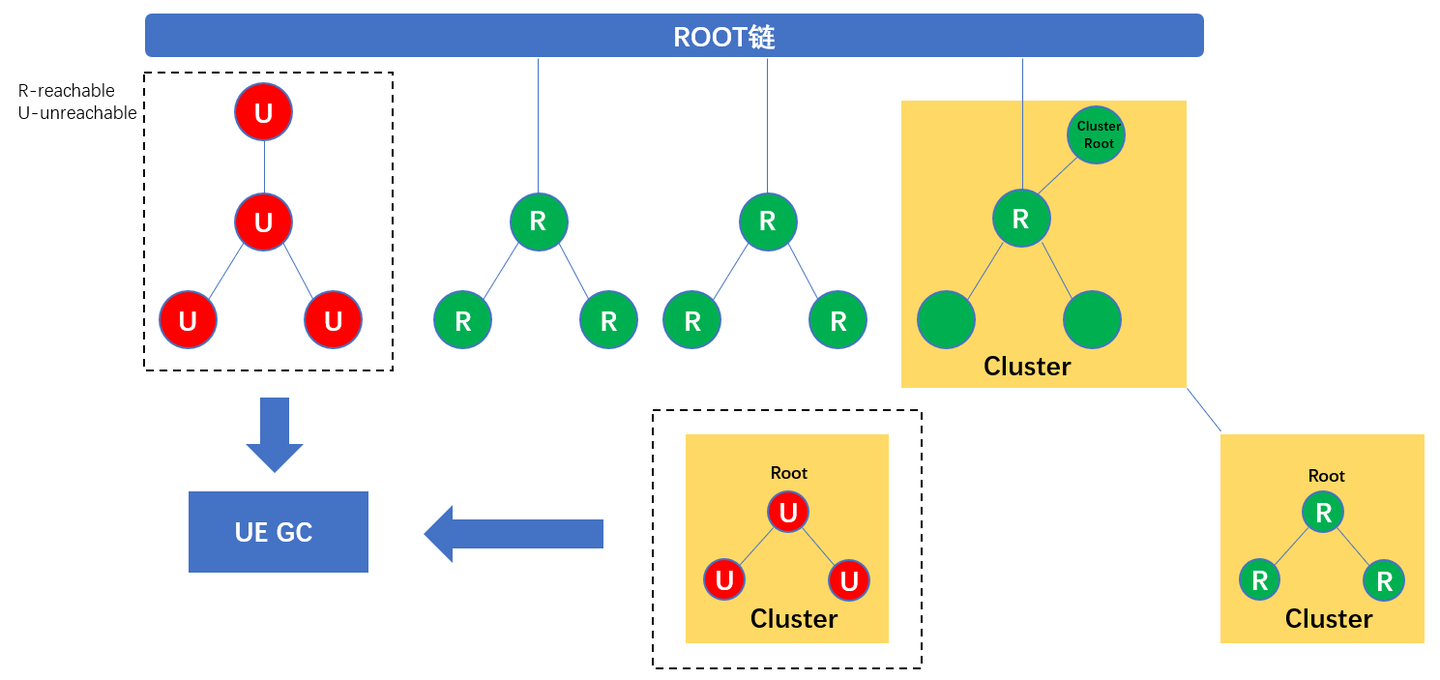 ROOT链
R-reachable
U-unreachable
U
U
U
U
R
R
R
R
R
R
Cluster
Root
R
Cluster
UE GC
Root
U
U
U
Cluster
Root
R
R
R
Cluster